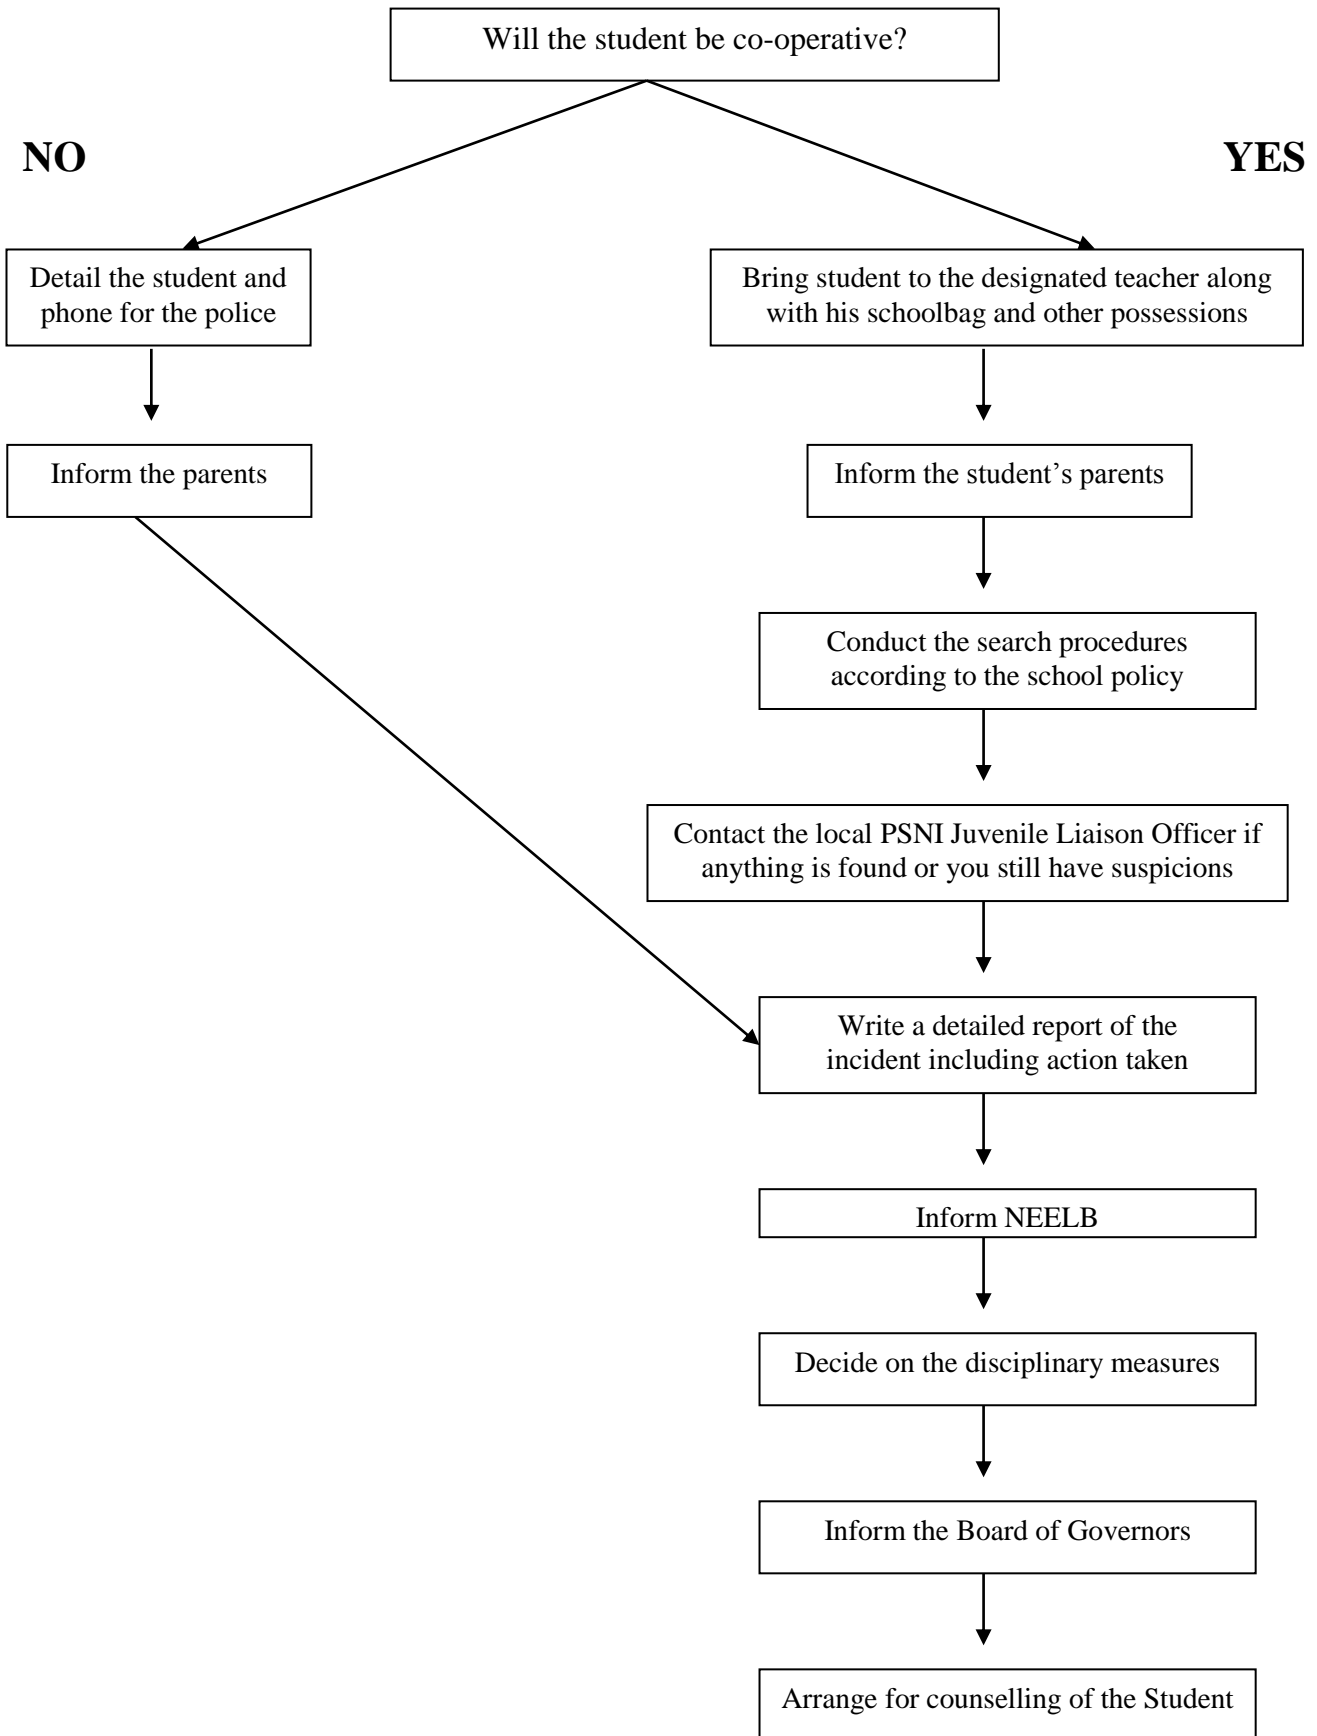 Will the student be co-operative?
NO
YES
Detail the student and
phone for the police
Bring student to the designated teacher along
with his schoolbag and other possessions
Inform the parents
Inform the student’s parents
Conduct the search procedures
according to the school policy
Contact the local PSNI Juvenile Liaison Officer if
anything is found or you still have suspicions
Write a detailed report of the
incident including action taken
Inform NEELB
Decide on the disciplinary measures
Inform the Board of Governors
Arrange for counselling of the Student